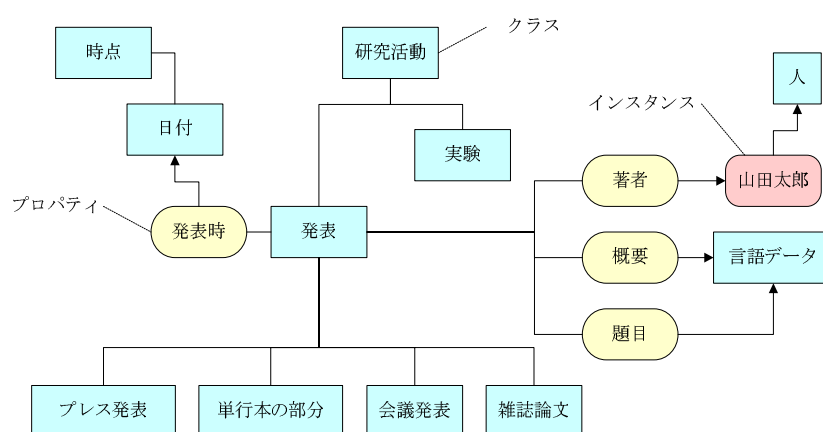 クラス
研究活動
時点
人
インスタンス
日付
実験
著者
山田太郎
プロパティ
発表時
発表
概要
言語データ
題目
プレス発表
単行本の部分
会議発表
雑誌論文